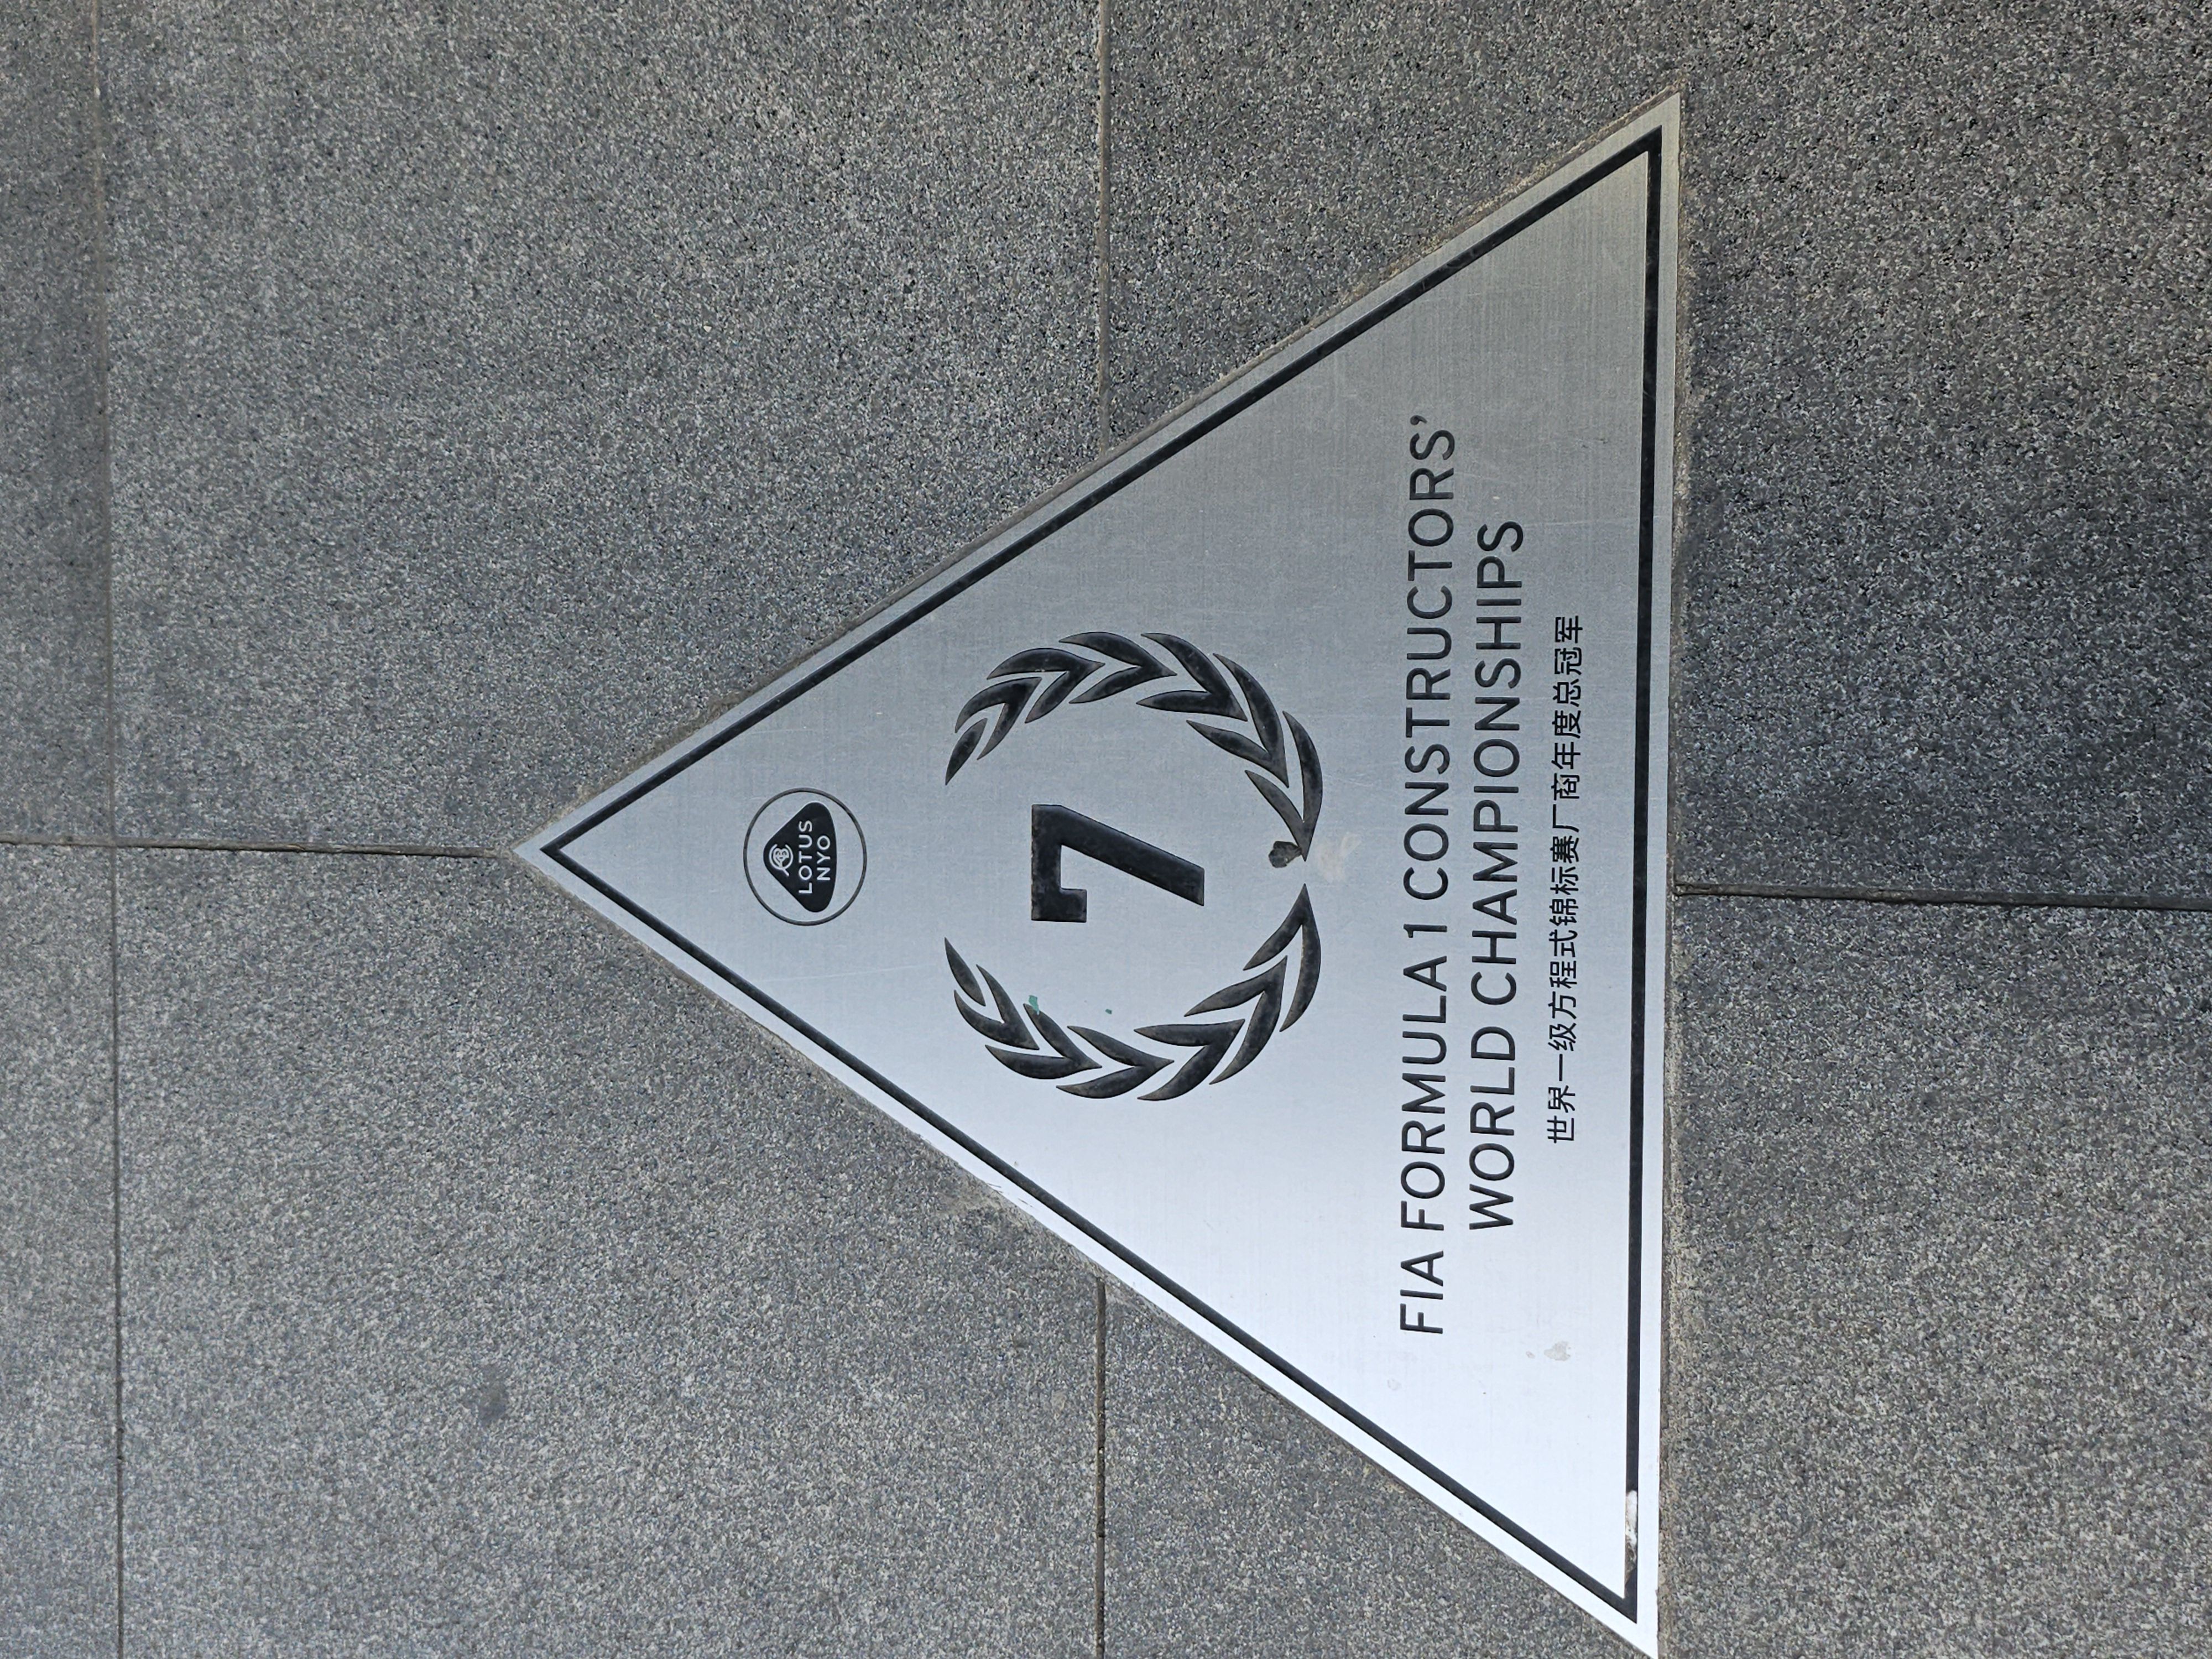 LOTUS
NYO
7
FIA FORMULA 1 CONSTRUCTORS’
WORLD CHAMPIONSHIPS
世界一级方程式锦标赛厂商年度总冠军